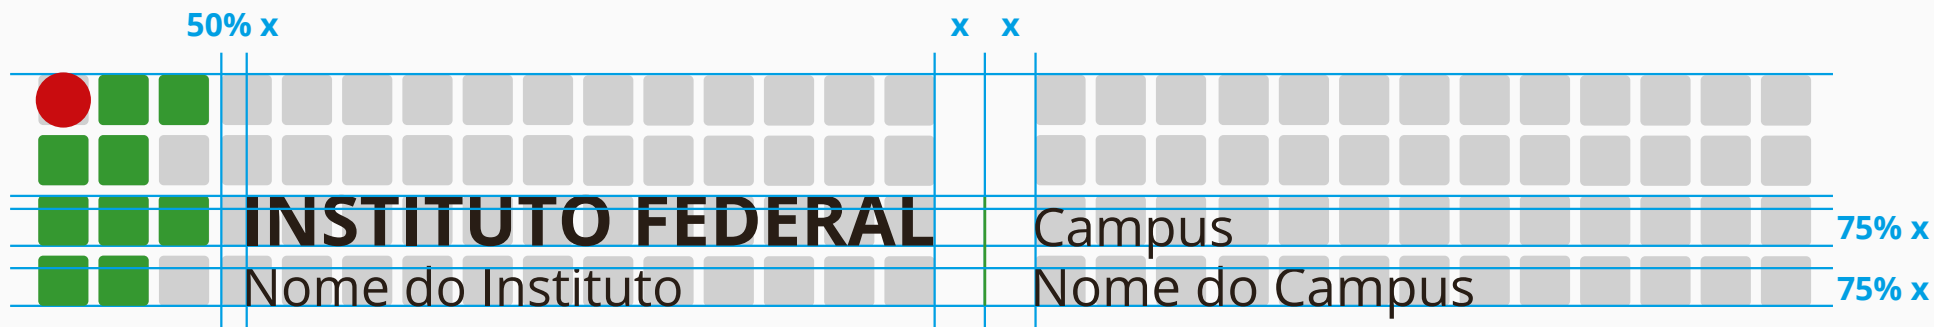 50% x x x
INSTITUTO FEDERAL Campus 75% x
Nome do Instituto Nome do Campus 75% x